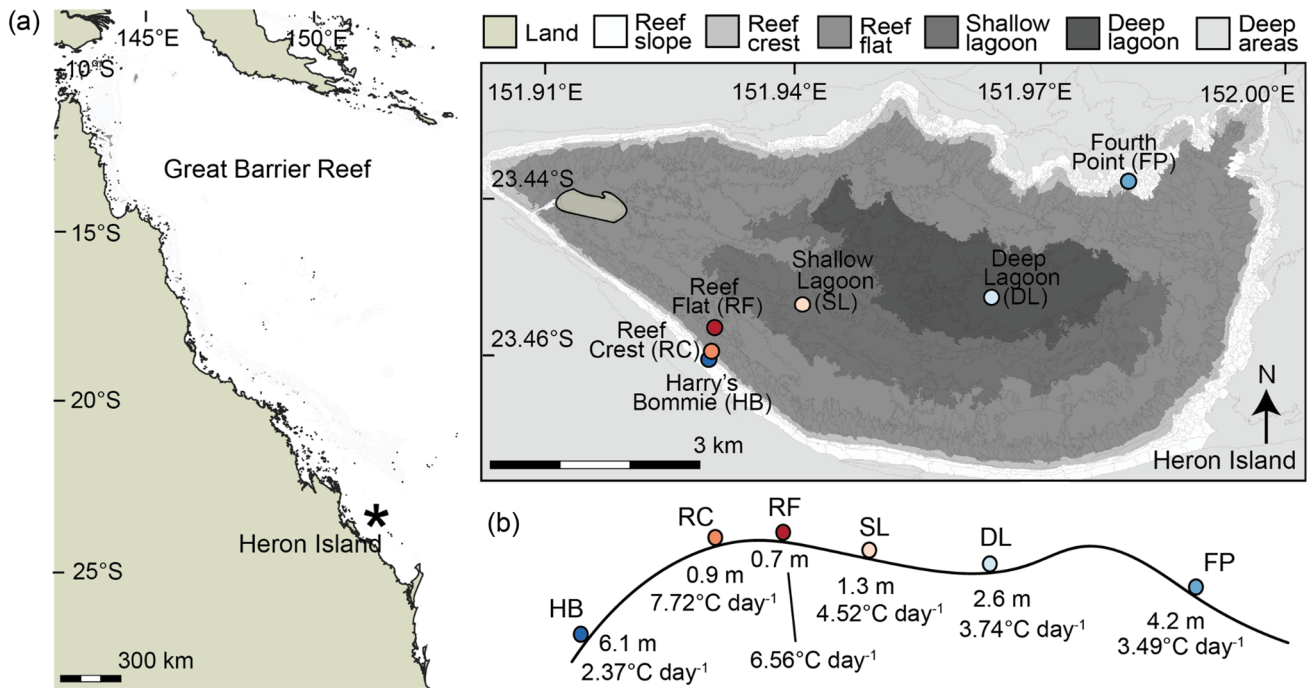 (a)
145°E
150°E
10°S
Great Barrier Reef
15°S
20°S
Heron Island
25°S
300 km
Land
Reef
slope
Reef
crest
Reef
flat
Shallow
lagoon
Deep
lagoon
Deep
areas
151.91°E
151.94°E
151.97°E
152.00°E
Fourth
Point (FP)
23.44°S
Shallow
Lagoon
(SL)
Deep
Lagoon
(DL)
Reef
Flat (RF)
23.46°S
Reef
Crest (RC)
Harry's
Bommie (HB)
N
3 km
Heron Island
(b)
RC
RF
SL
DL
FP
HB
0.9 m
7.72°C day-1
0.7 m
6.56°C day-1
1.3 m
4.52°C day-1
2.6 m
3.74°C day-1
4.2 m
3.49°C day-1
6.1 m
2.37°C day-1